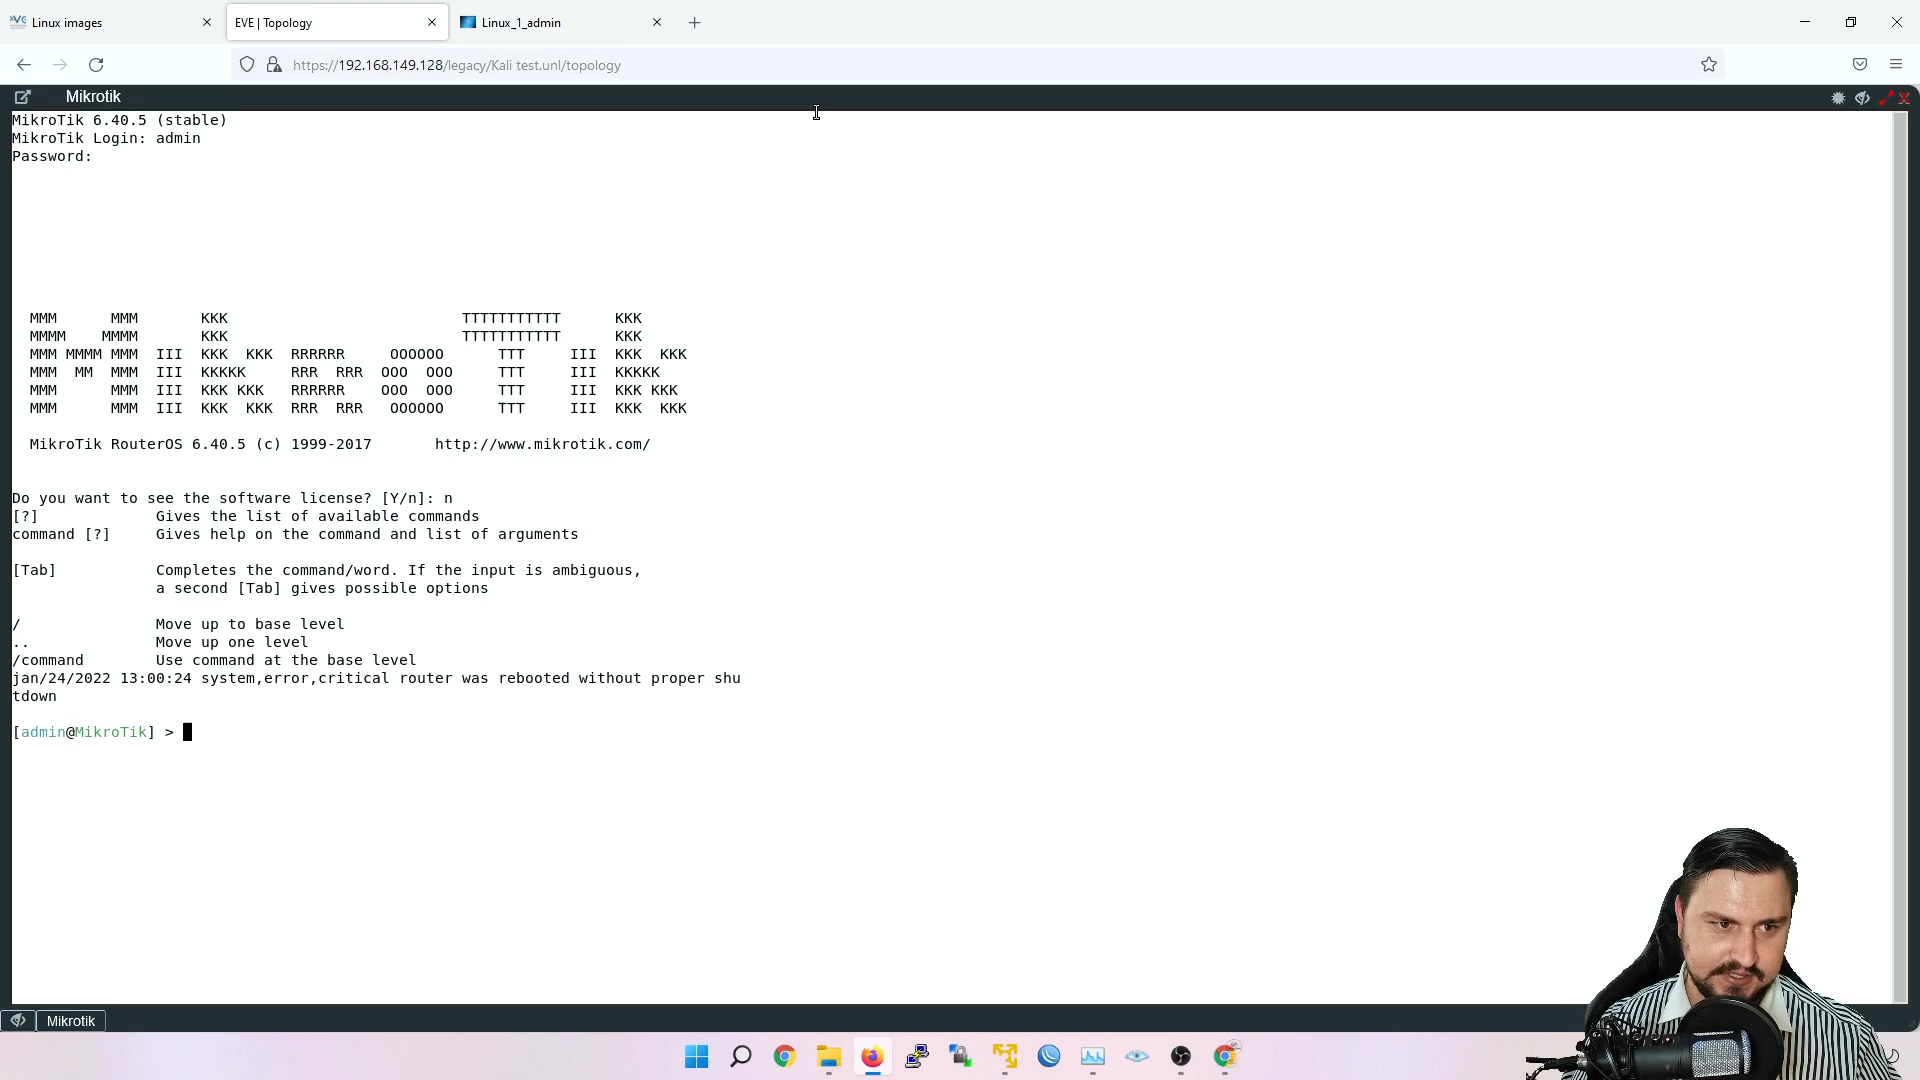 Linux images
EVE | Topology
Linux_1_admin
https://192.168.149.128/legacy/Kali test.unl/topology
Mikrotik
MikroTik 6.40.5 (stable)
MikroTik Login: admin
Password:
  MMM      MMM       KKK                          TTTTTTTTTTT      KKK
  MMMM    MMMM       KKK                          TTTTTTTTTTT      KKK
  MMM MMMM MMM  III  KKK  KKK  RRRRRR     OOOOOO      TTT     III  KKK  KKK
  MMM  MM  MMM  III  KKKKK     RRR  RRR  OOO  OOO     TTT     III  KKKKK
  MMM      MMM  III  KKK KKK   RRRRRR    OOO  OOO     TTT     III  KKK KKK
  MMM      MMM  III  KKK  KKK  RRR  RRR   OOOOOO      TTT     III  KKK  KKK
  MikroTik RouterOS 6.40.5 (c) 1999-2017       http://www.mikrotik.com/
Do you want to see the software license? [Y/n]: n
[?]             Gives the list of available commands
command [?]     Gives help on the command and list of arguments
[Tab]           Completes the command/word. If the input is ambiguous,
                a second [Tab] gives possible options
/               Move up to base level
..              Move up one level
/command        Use command at the base level
jan/24/2022 13:00:24 system,error,critical router was rebooted without proper shu
tdown
[admin@MikroTik] >
Mikrotik